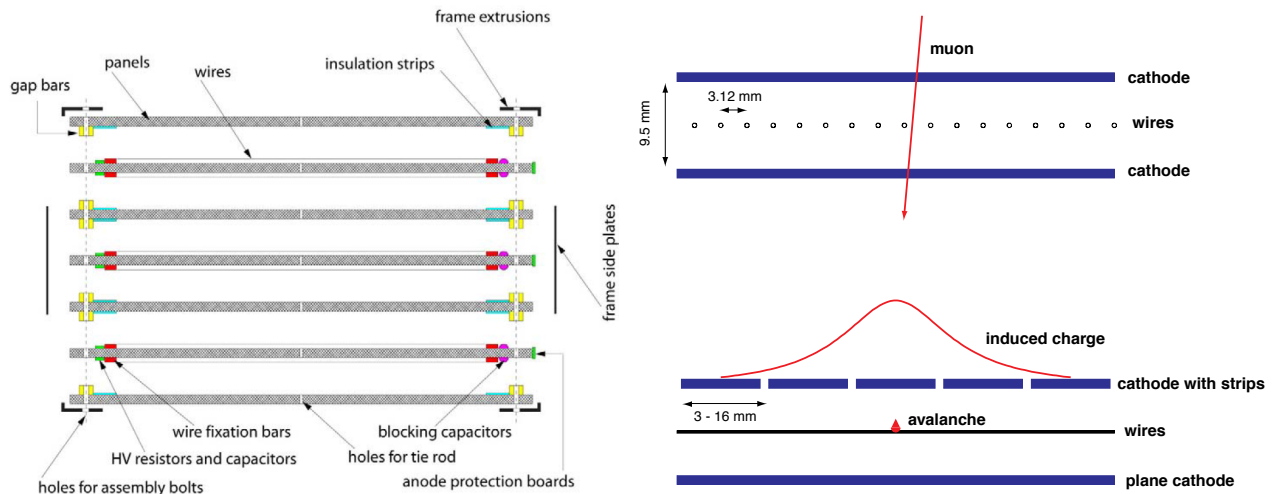 frame extrusions
panels
insulation strips
wires
gap bars
frame side plates
wire fixation bars
blocking capacitors
HV resistors and capacitors
holes for tie rod
anode protection boards
holes for assembly bolts
muon
cathode
3.12 mm
9.5 mm
wires
cathode
induced charge
cathode with strips
3 - 16 mm
avalanche
wires
plane cathode